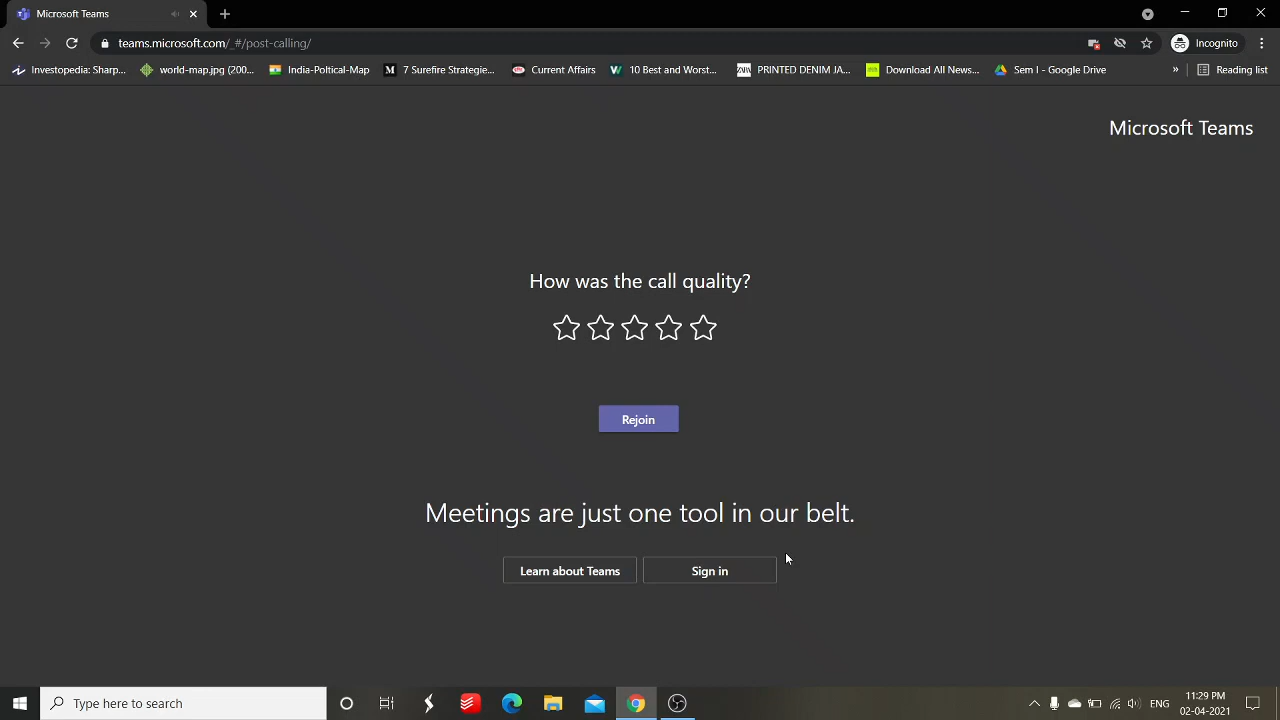 Microsoft Teams
teams.microsoft.com/_#/post-calling/
Incognito
Investopedia: Sharp...
world-map.jpg (200...
India-Poltical-Map
7 Surefire Strategie...
Current Affairs
10 Best and Worst...
PRINTED DENIM JA...
Download All News...
Sem I - Google Drive
»
Reading list
Microsoft Teams
How was the call quality?
Rejoin
Meetings are just one tool in our belt.
Learn about Teams
Sign in
Type here to search
ENG
11:29 PM
02-04-2021